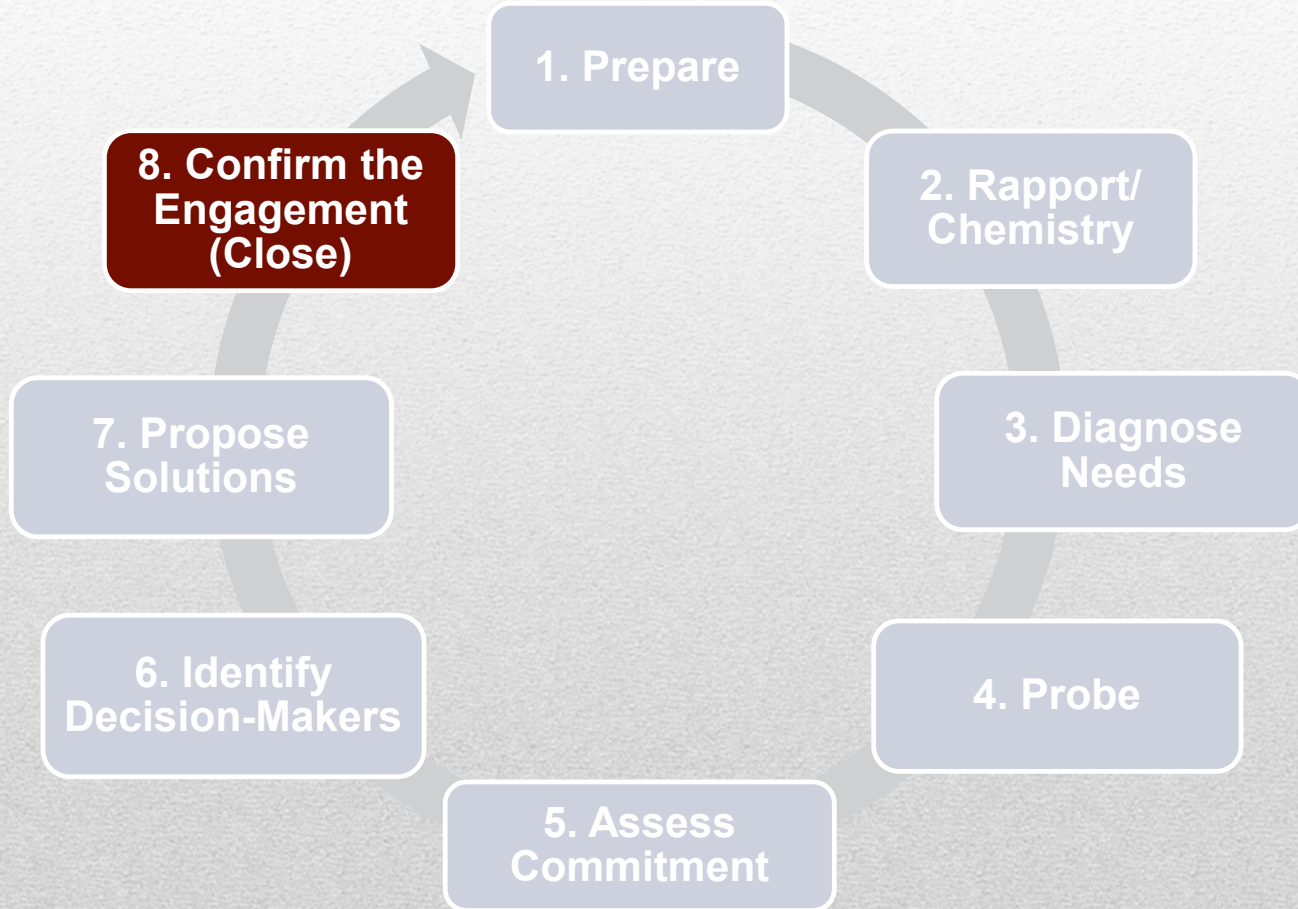 1. Prepare
2. Rapport/
Chemistry
3. Diagnose
Needs
4. Probe
5. Assess
Commitment
6. Identify
Decision-Makers
7. Propose
Solutions
8. Confirm the
Engagement
(Close)